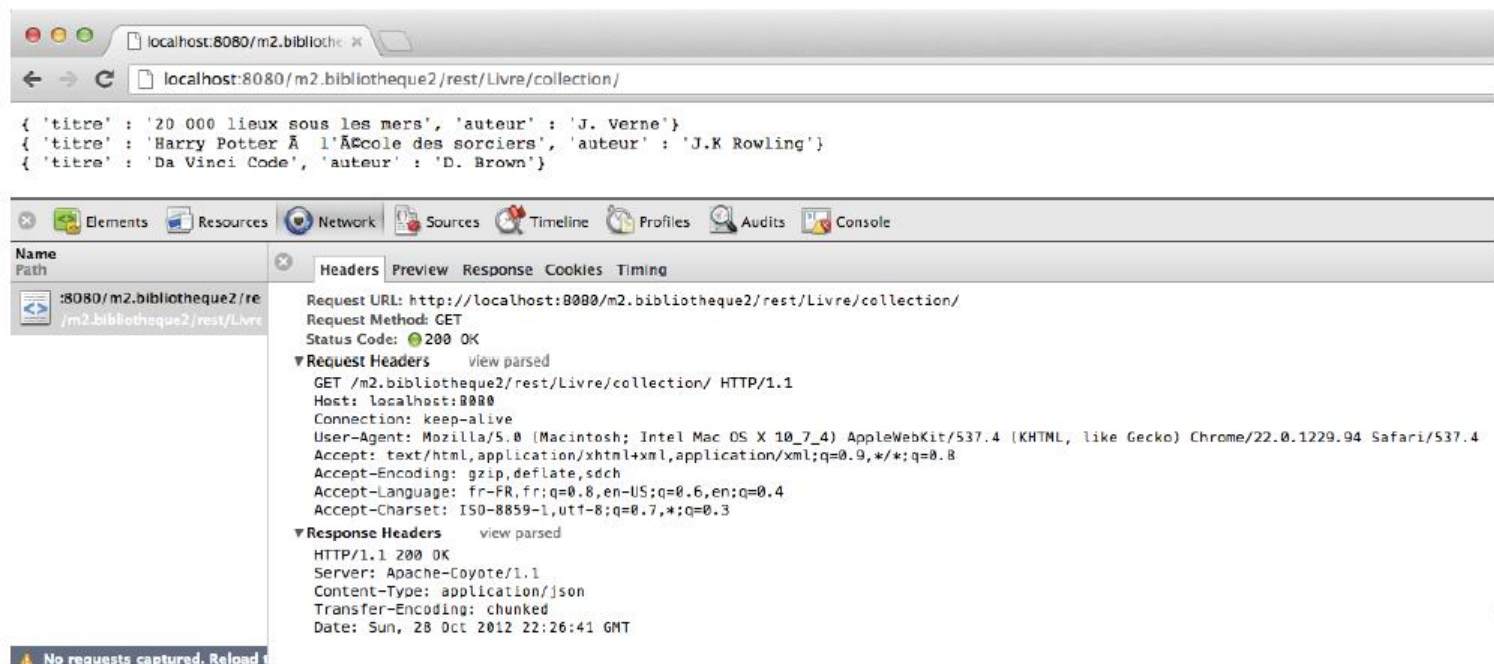 localhost:8080/m2.bibliothe
localhost:8080/m2.bibliotheque2/rest/Livre/collection/
{ 'titre' : '20 000 lieux sous les mers', 'auteur' : 'J. Verne'}
{ 'titre' : 'Harry Potter Ã  l'Ã©cole des sorciers', 'auteur' : 'J.K Rowling'}
{ 'titre' : 'Da Vinci Code', 'auteur' : 'D. Brown'}
Elements Resources Network Sources Timeline Profiles Audits Console
Name
Path
Headers Preview Response Cookies Timing
:8080/m2.bibliotheque2/re
/m2.bibliotheque2/rest/Livre
Request URL: http://localhost:8080/m2.bibliotheque2/rest/Livre/collection/
Request Method: GET
Status Code: 200 OK
Request Headers view parsed
GET /m2.bibliotheque2/rest/Livre/collection/ HTTP/1.1
Host: localhost:8080
Connection: keep-alive
User-Agent: Mozilla/5.0 (Macintosh; Intel Mac OS X 10_7_4) AppleWebKit/537.4 (KHTML, like Gecko) Chrome/22.0.1229.94 Safari/537.4
Accept: text/html,application/xhtml+xml,application/xml;q=0.9,*/*;q=0.8
Accept-Encoding: gzip,deflate,sdch
Accept-Language: fr-FR,fr;q=0.8,en-US;q=0.6,en;q=0.4
Accept-Charset: ISO-8859-1,utf-8;q=0.7,*;q=0.3
Response Headers view parsed
HTTP/1.1 200 OK
Server: Apache-Coyote/1.1
Content-Type: application/json
Transfer-Encoding: chunked
Date: Sun, 28 Oct 2012 22:26:41 GMT
No requests captured. Reload t